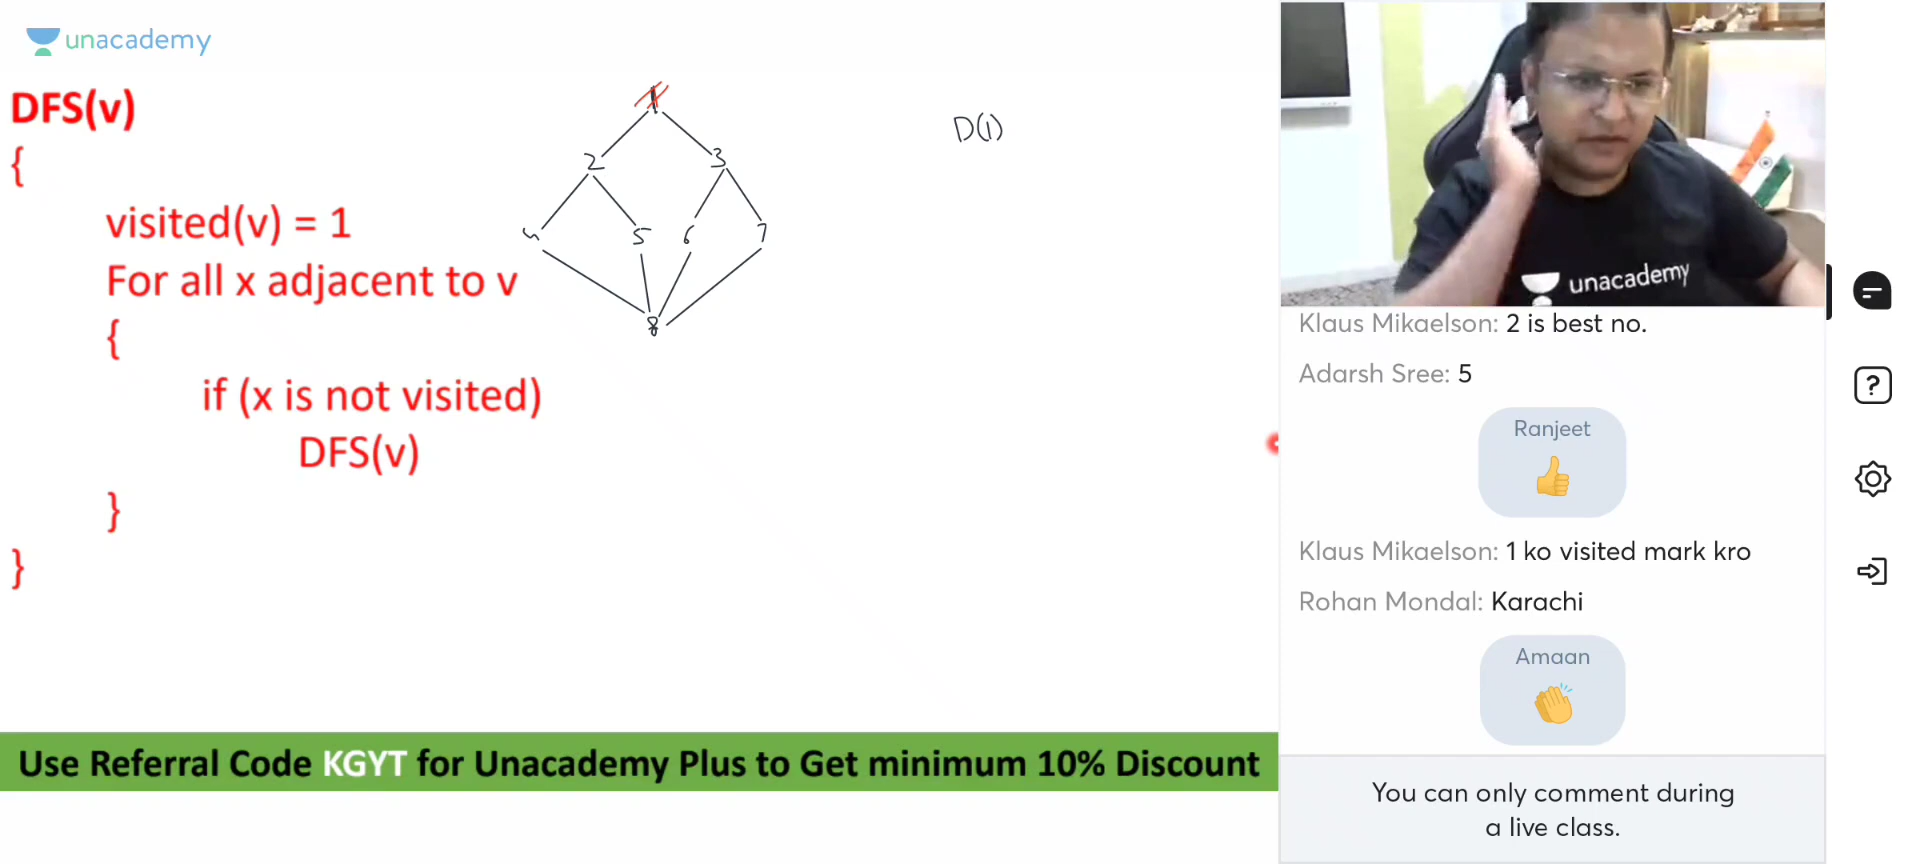 unacademy
DFS(v)
{
visited(v) = 1
For all x adjacent to v
{
if (x is not visited)
DFS(v)
}
}
1
2 3
4 5 6 7
8
D(1)
Use Referral Code KGYT for Unacademy Plus to Get minimum 10% Discount
unacademy
Klaus Mikaelson: 2 is best no.
Adarsh Sree: 5
Ranjeet
Klaus Mikaelson: 1 ko visited mark kro
Rohan Mondal: Karachi
Amaan
You can only comment during
a live class.
?